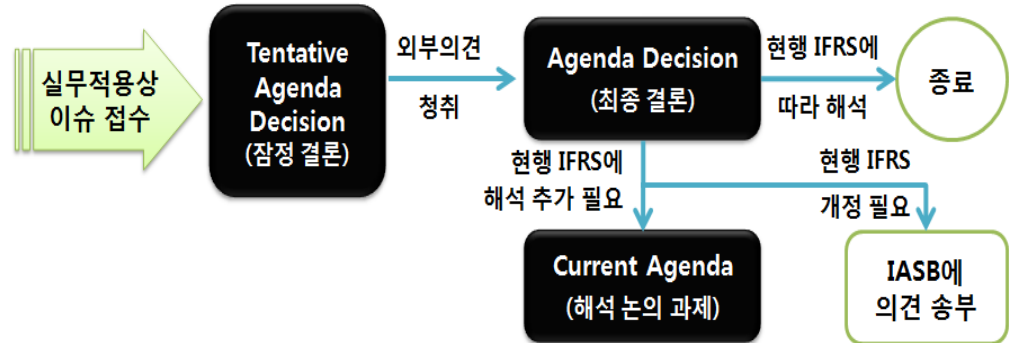 실무적용상
이슈 접수
Tentative
Agenda
Decision
(잠정 결론)
외부의견
청취
Agenda Decision
(최종 결론)
현행 IFRS에
따라 해석
종료
현행 IFRS에
해석 추가 필요
현행 IFRS
개정 필요
Current Agenda
(해석 논의 과제)
IASB에
의견 송부